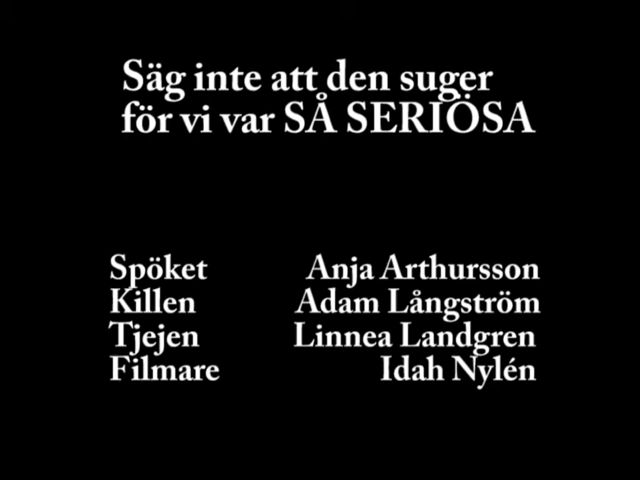 Säg inte att den suger
för vi var SÅ SERIÖSA
Spöket Anja Arthursson
Killen Adam Långström
Tjejen Linnea Landgren
Filmare Idah Nylén